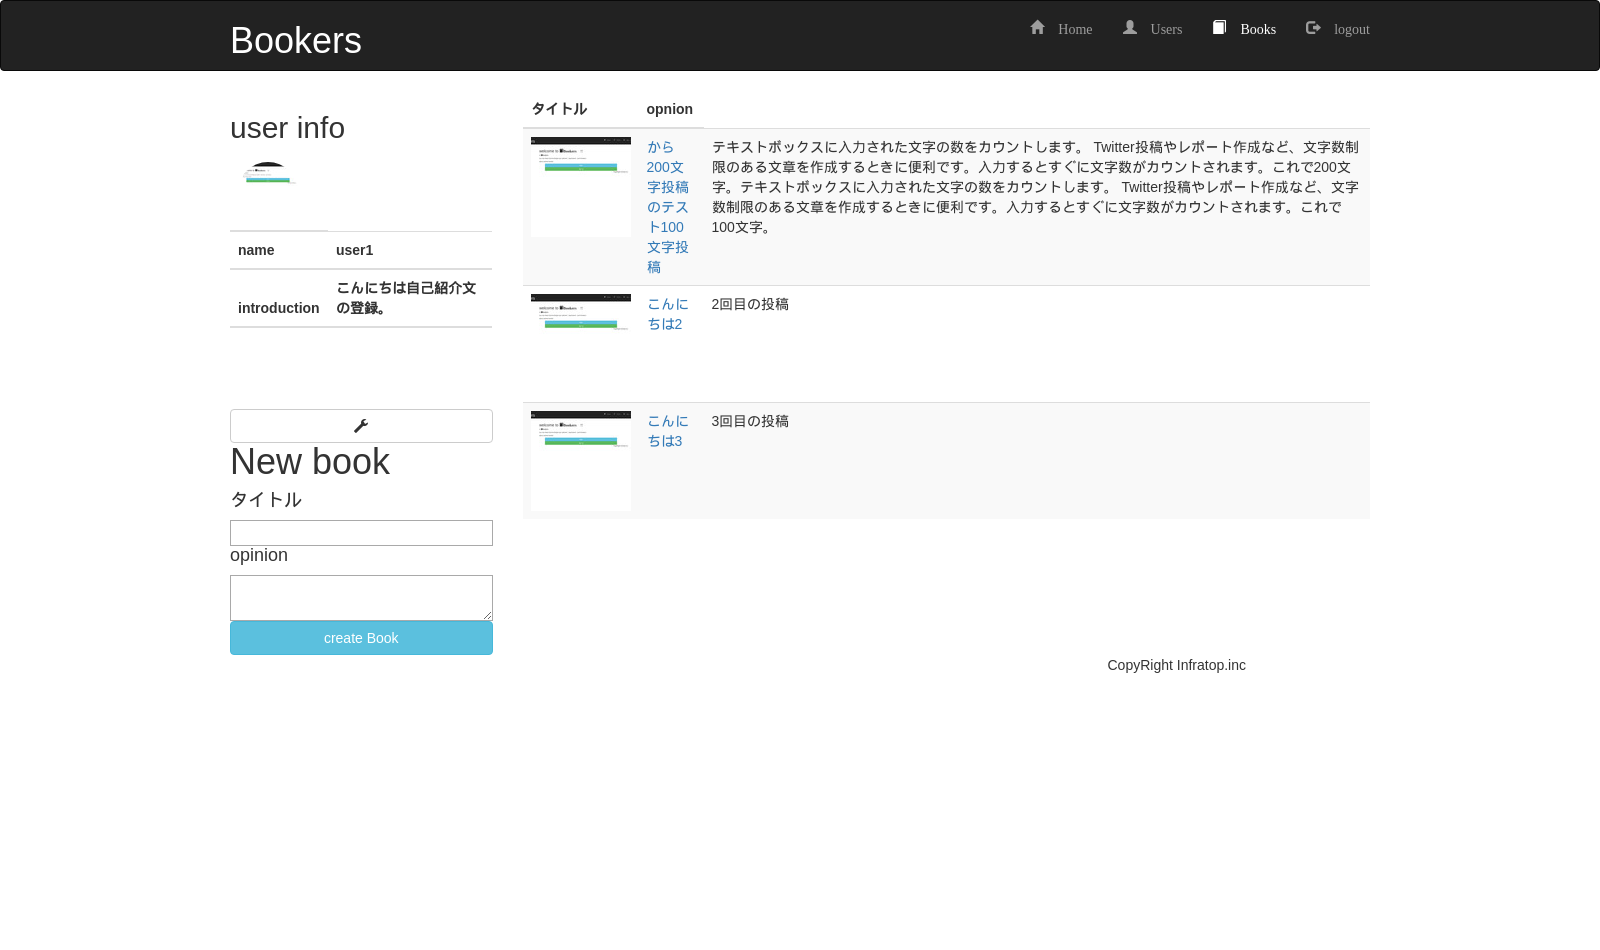 Bookers
Home Users Books logout
user info
name user1
introduction こんにちは自己紹介文
の登録。
New book
タイトル
opinion
create Book
タイトル opnion
から
200文
字投稿
のテス
ト100
文字投
稿
テキストボックスに入力された文字の数をカウントします。 Twitter投稿やレポート作成など、文字数制
限のある文章を作成するときに便利です。入力するとすぐに文字数がカウントされます。これで200文
字。テキストボックスに入力された文字の数をカウントします。 Twitter投稿やレポート作成など、文字
数制限のある文章を作成するときに便利です。入力するとすぐに文字数がカウントされます。これで
100文字。
こんに
ちは2
2回目の投稿
こんに
ちは3
3回目の投稿
CopyRight Infratop.inc